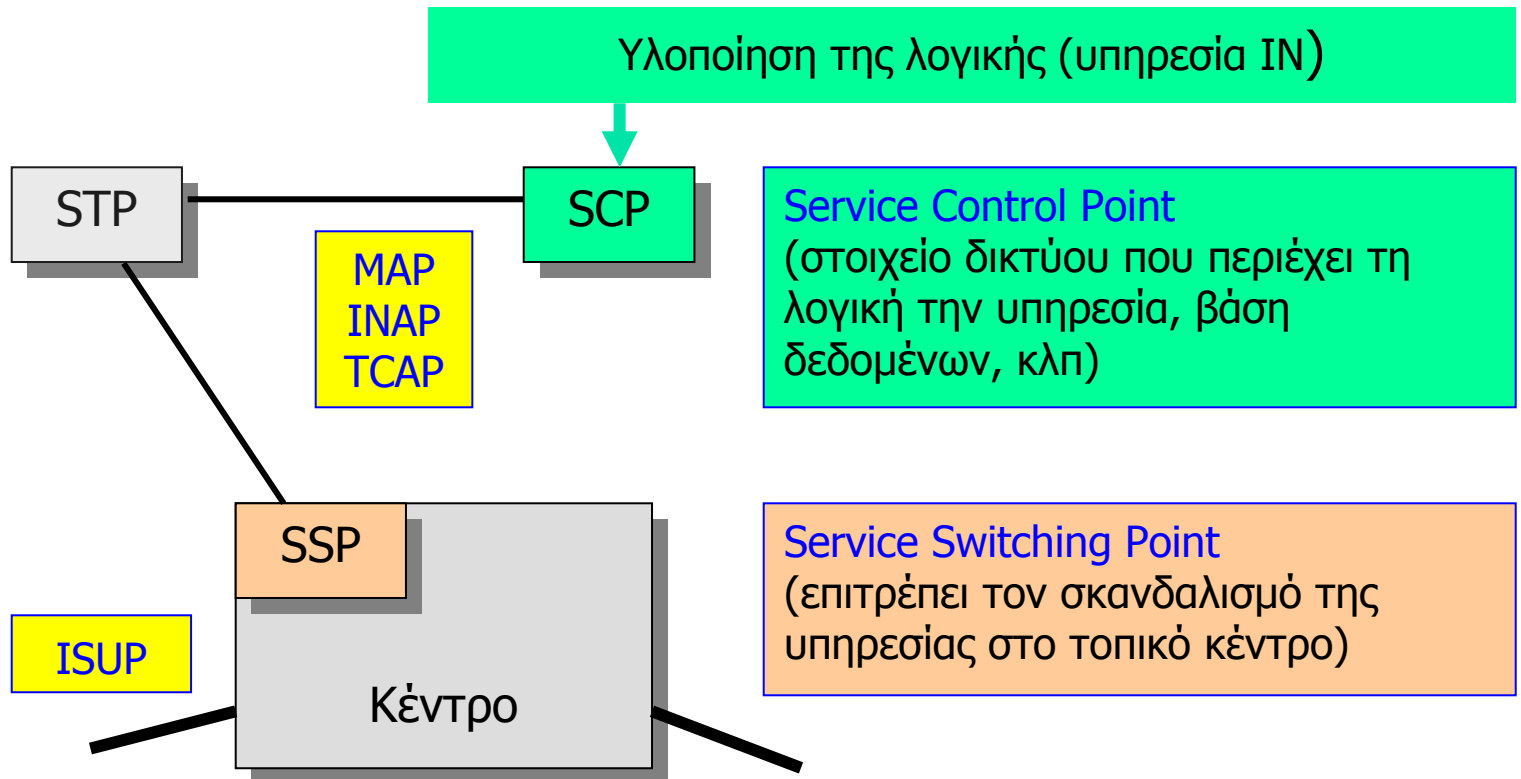 Υλοποίηση της λογικής (υπηρεσία IN)
STP
SCP
MAP
INAP
TCAP
Service Control Point
(στοιχείο δικτύου που περιέχει τη
λογική την υπηρεσία, βάση
δεδομένων, κλπ)
SSP
Κέντρο
ISUP
Service Switching Point
(επιτρέπει τον σκανδαλισμό της
υπηρεσίας στο τοπικό κέντρο)